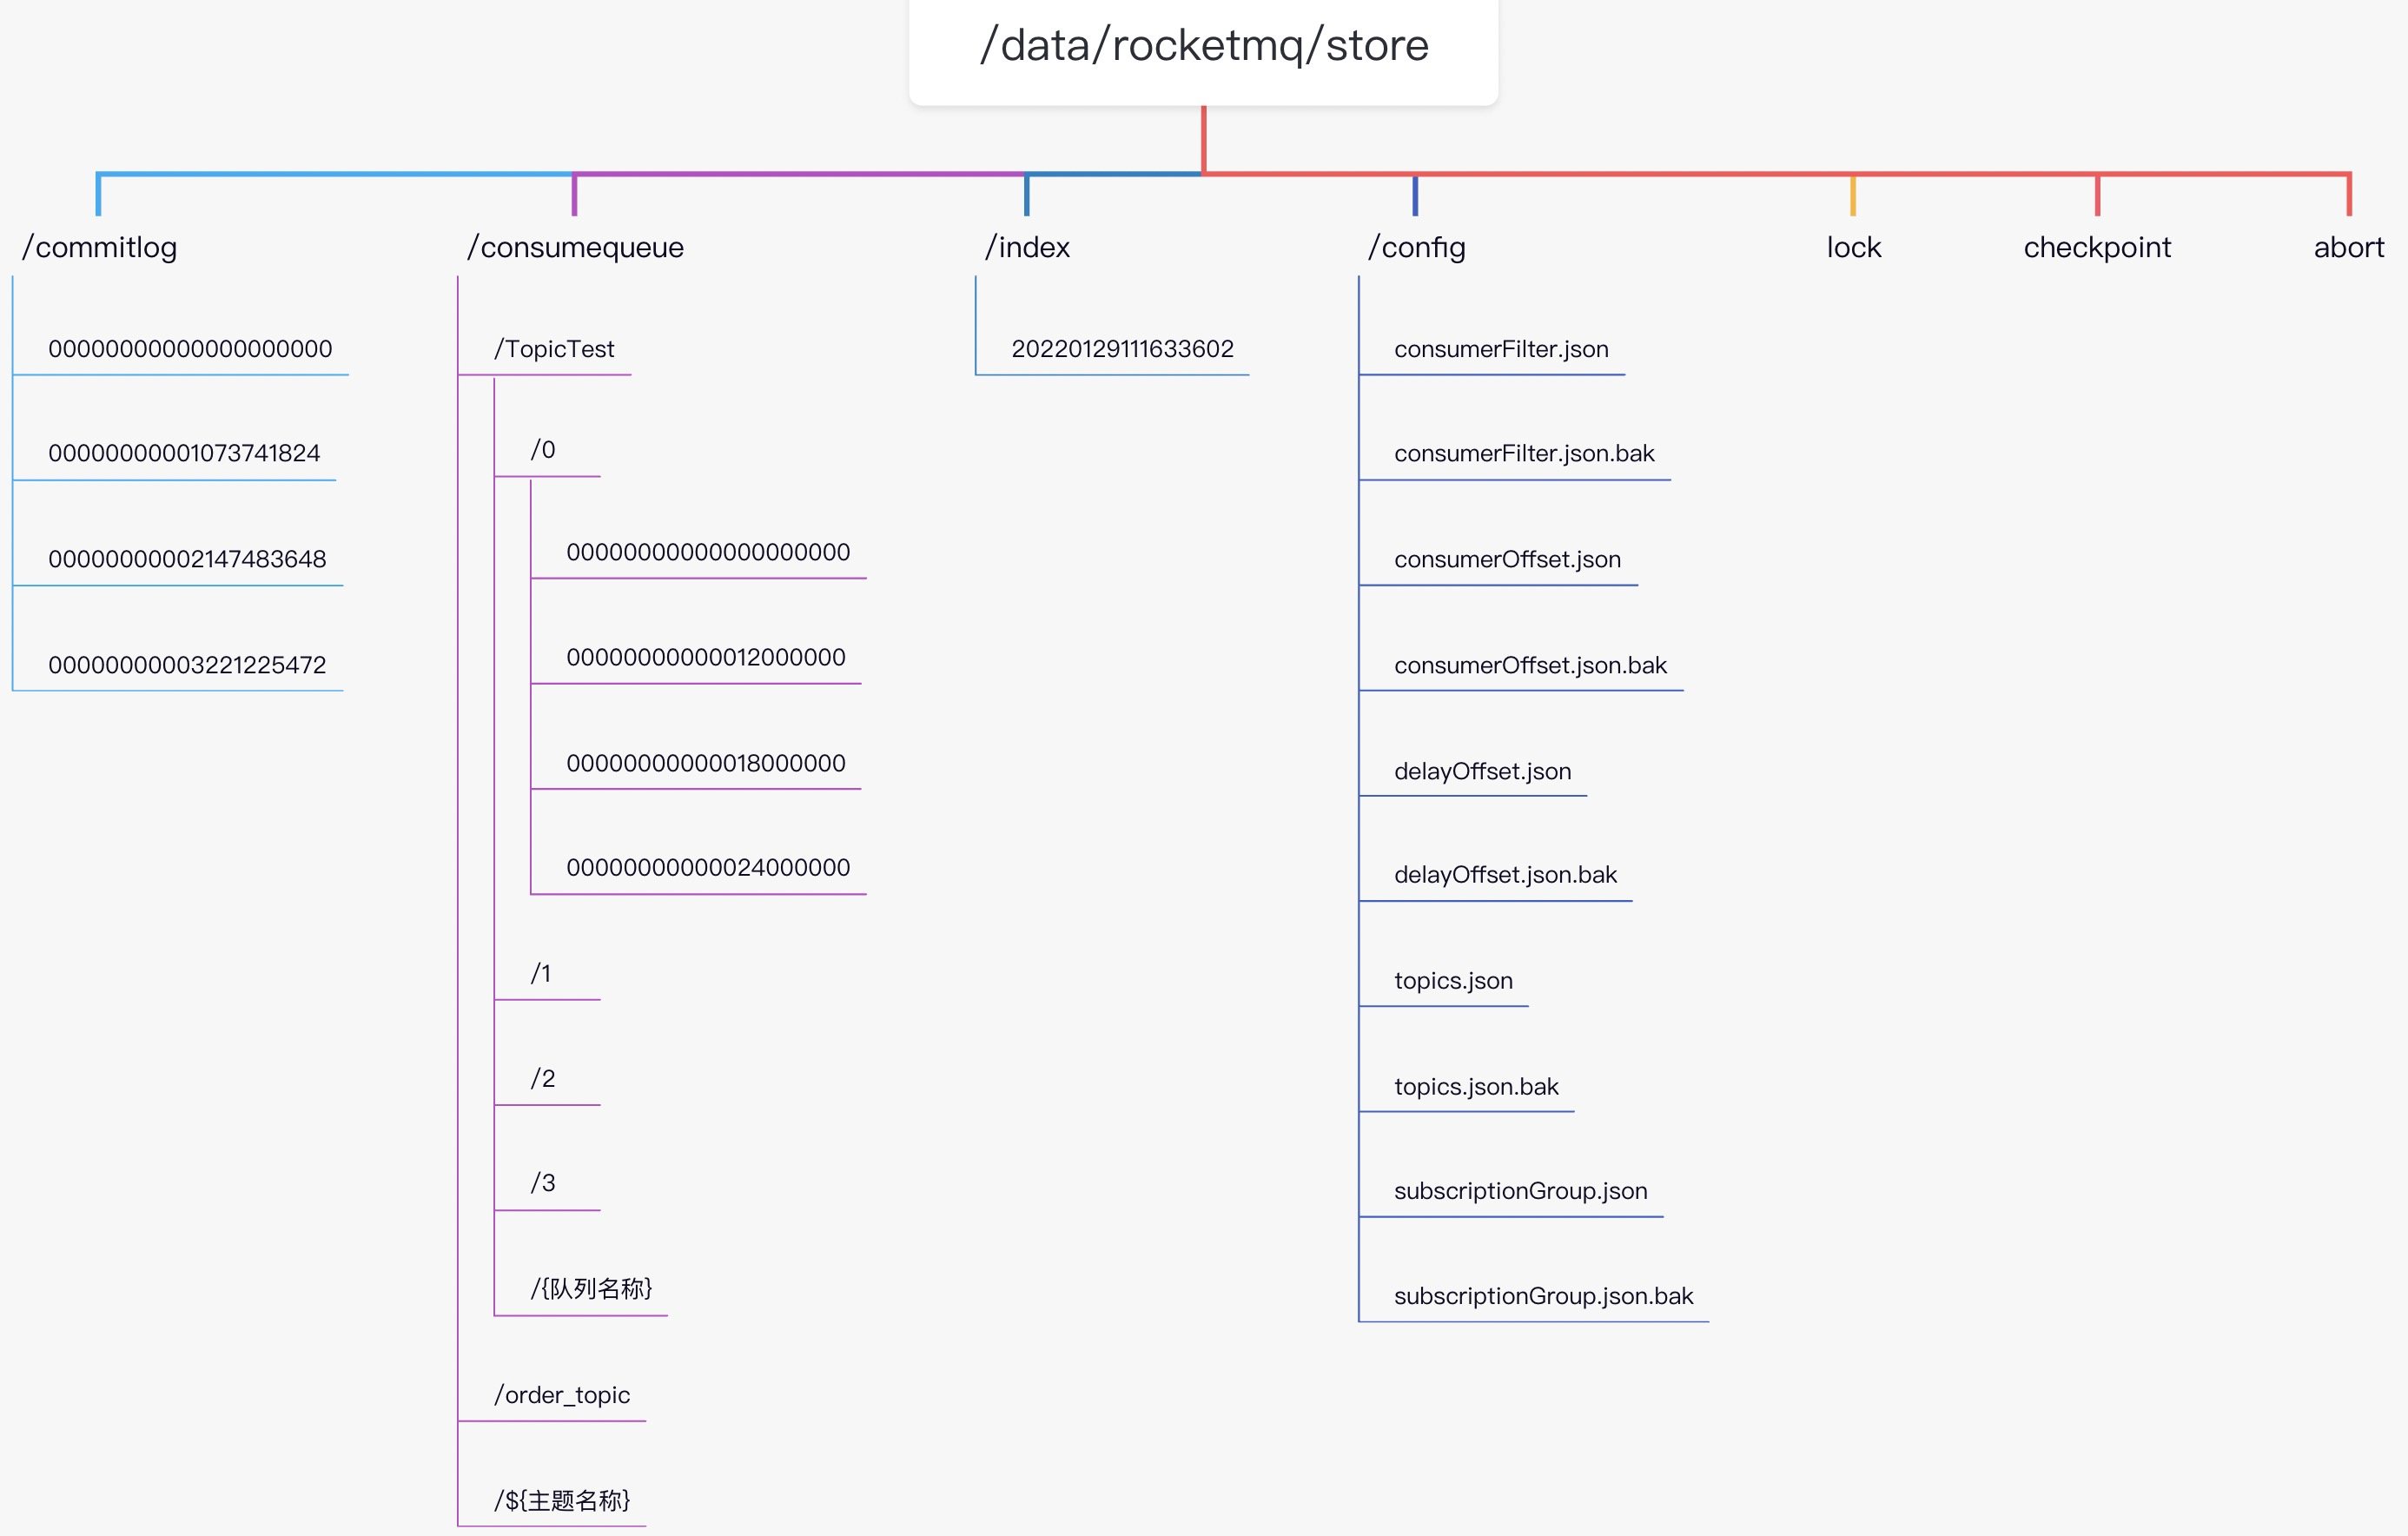 /data/rocketmq/store
/commitlog
/consumequeue
/index
/config
lock
checkpoint
abort
00000000000000000000
00000000001073741824
00000000002147483648
00000000003221225472
/TopicTest
/0
00000000000000000000
00000000000012000000
00000000000018000000
00000000000024000000
/1
/2
/3
/{队列名称}
/order_topic
/${主题名称}
20220129111633602
consumerFilter.json
consumerFilter.json.bak
consumerOffset.json
consumerOffset.json.bak
delayOffset.json
delayOffset.json.bak
topics.json
topics.json.bak
subscriptionGroup.json
subscriptionGroup.json.bak